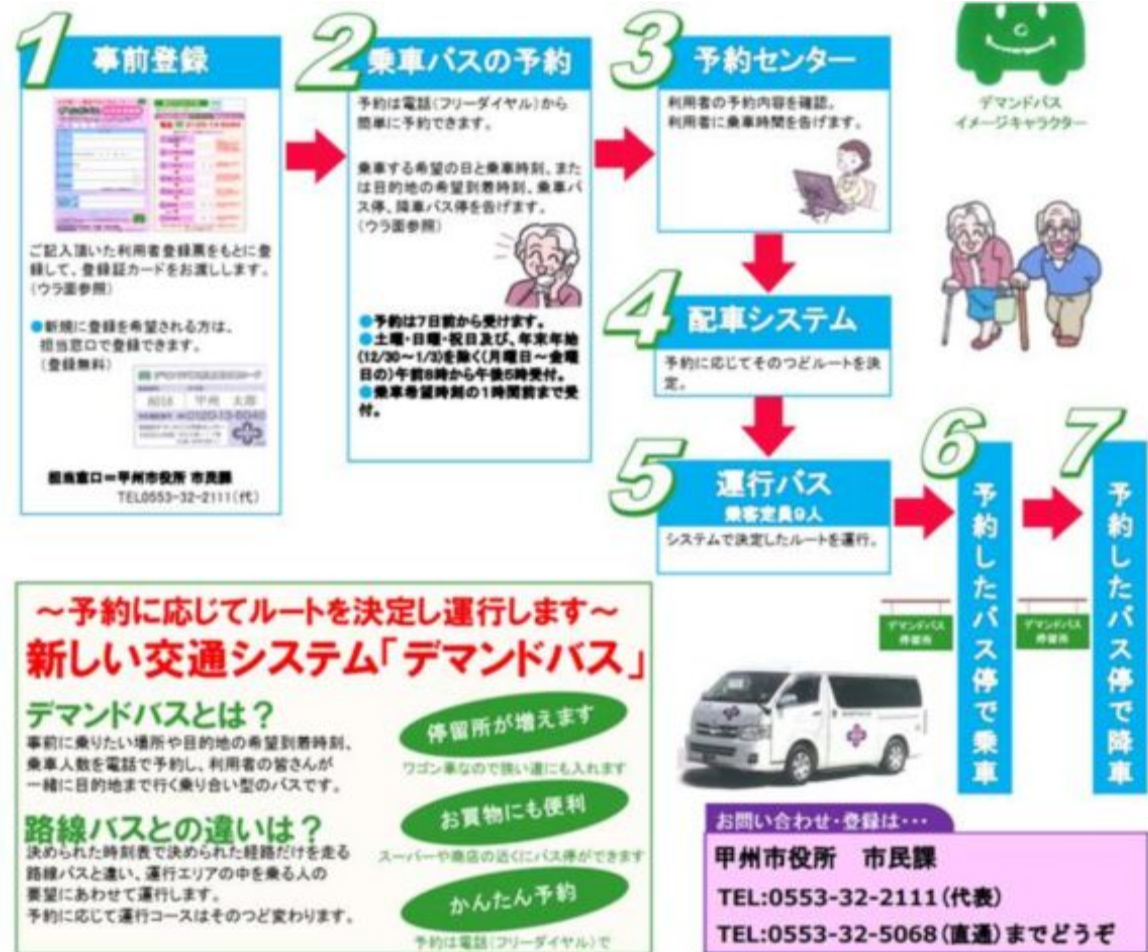 1
事前登録
ご記入頂いた利用者登録票をもとに登
録して、登録証カードをお渡しします。
(ウラ面参照)
●新規に登録を希望される方は、
担当窓口で登録できます。
(登録無料)
甲州 太郎
担当窓口=甲州市役所 市民課
TEL0553-32-2111(代)
2
乗車バスの予約
予約は電話(フリーダイヤル)から
簡単に予約できます。
乗車する希望の日と乗車時刻、また
は目的地の希望到着時刻、乗車バ
ス停、降車バス停を告げます。
(ウラ面参照)
●予約は7日前から受けます。
●土曜・日曜・祝日及び、年末年始
(12/30~1/3)を除く(月曜日~金曜
日の)午前8時から午後5時受付。
●乗車希望時刻の1時間前まで受
付。
3
予約センター
利用者の予約内容を確認。
利用者に乗車時間を告げます。
4
配車システム
予約に応じてそのつどルートを決
定。
5
運行バス
乗客定員9人
システムで決定したルートを運行。
6
予約したバス停で乗車
デマンドバス
停留所
7
予約したバス停で降車
デマンドバス
停留所
デマンドバス
イメージキャラクター
~予約に応じてルートを決定し運行します~
新しい交通システム「デマンドバス」
デマンドバスとは?
事前に乗りたい場所や目的地の希望到着時刻、
乗車人数を電話で予約し、利用者の皆さんが
一緒に目的地まで行く乗り合い型のバスです。
路線バスとの違いは?
決められた時刻表で決められた経路だけを走る
路線バスと違い、運行エリアの中を乗る人の
要望にあわせて運行します。
予約に応じて運行コースはそのつど変わります。
停留所が増えます
ワゴン車なので狭い道にも入れます
お買物にも便利
スーパーや商店の近くにバス停ができます
かんたん予約
予約は電話(フリーダイヤル)で
お問い合わせ・登録は・・・
甲州市役所 市民課
TEL:0553-32-2111(代表)
TEL:0553-32-5068(直通)までどうぞ